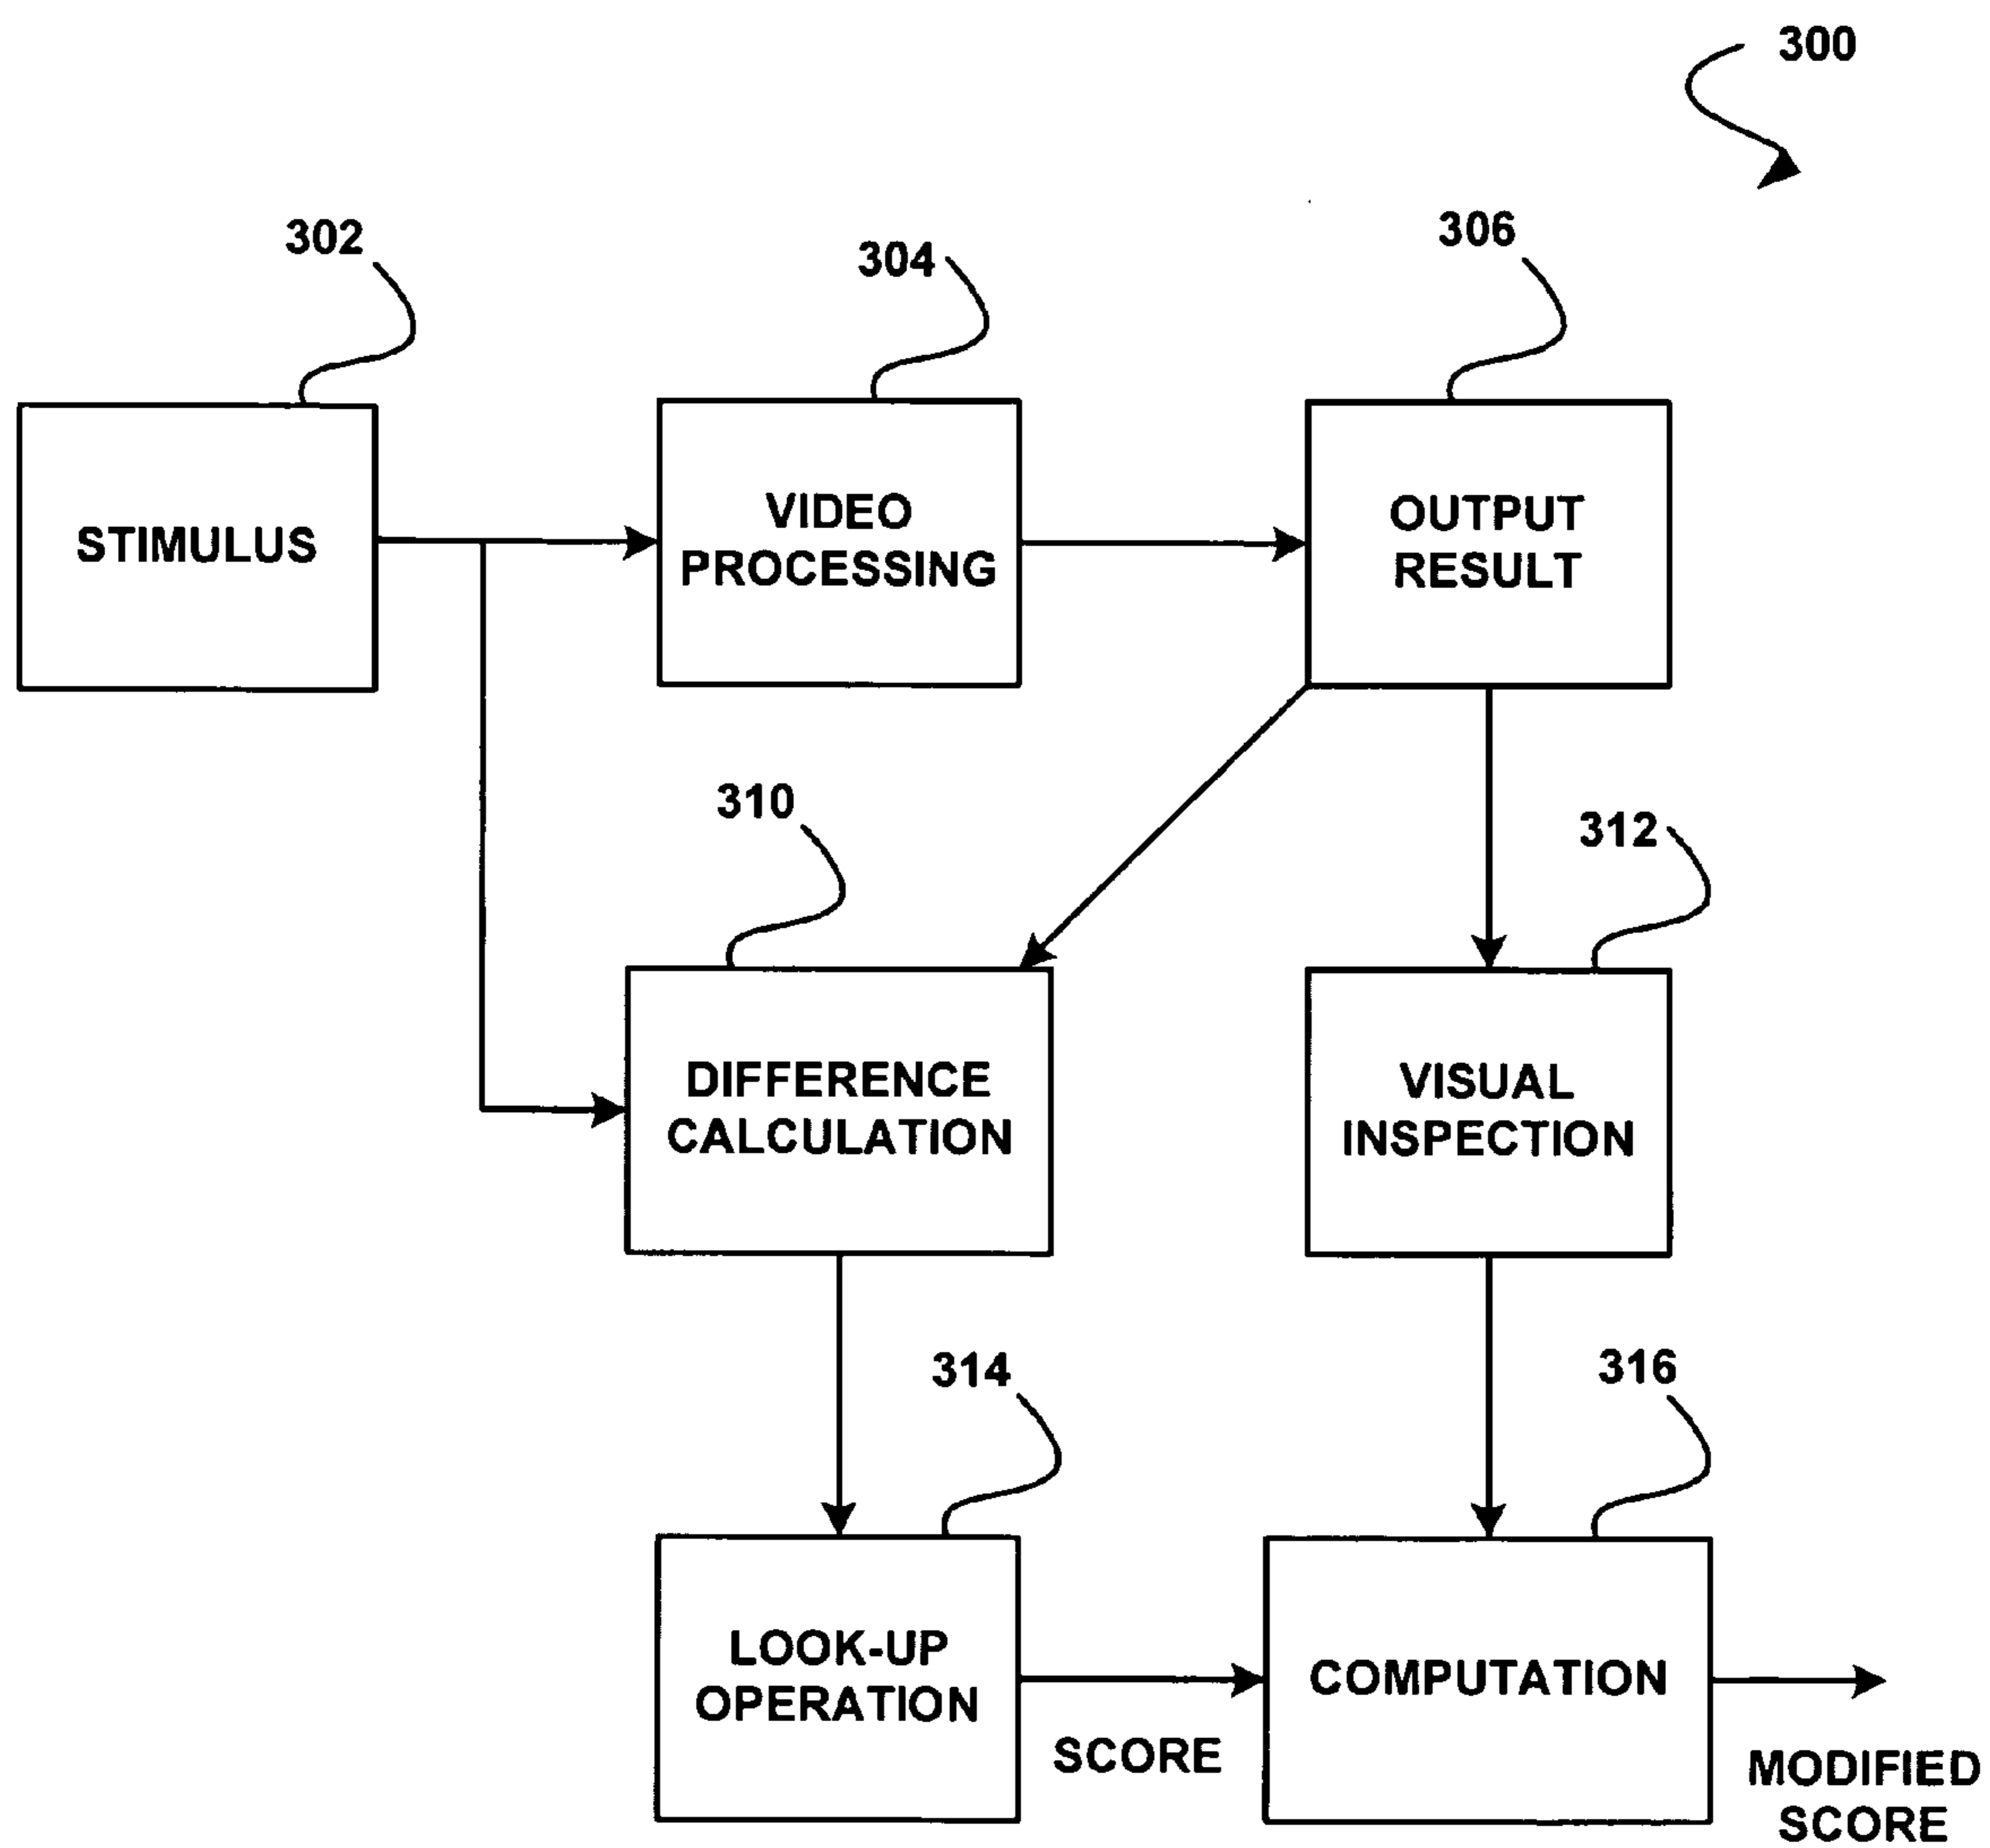 300
302
304
306
STIMULUS
VIDEO
PROCESSING
OUTPUT
RESULT
310
312
DIFFERENCE
CALCULATION
VISUAL
INSPECTION
314
316
LOOK-UP
OPERATION
SCORE
COMPUTATION
MODIFIED
SCORE